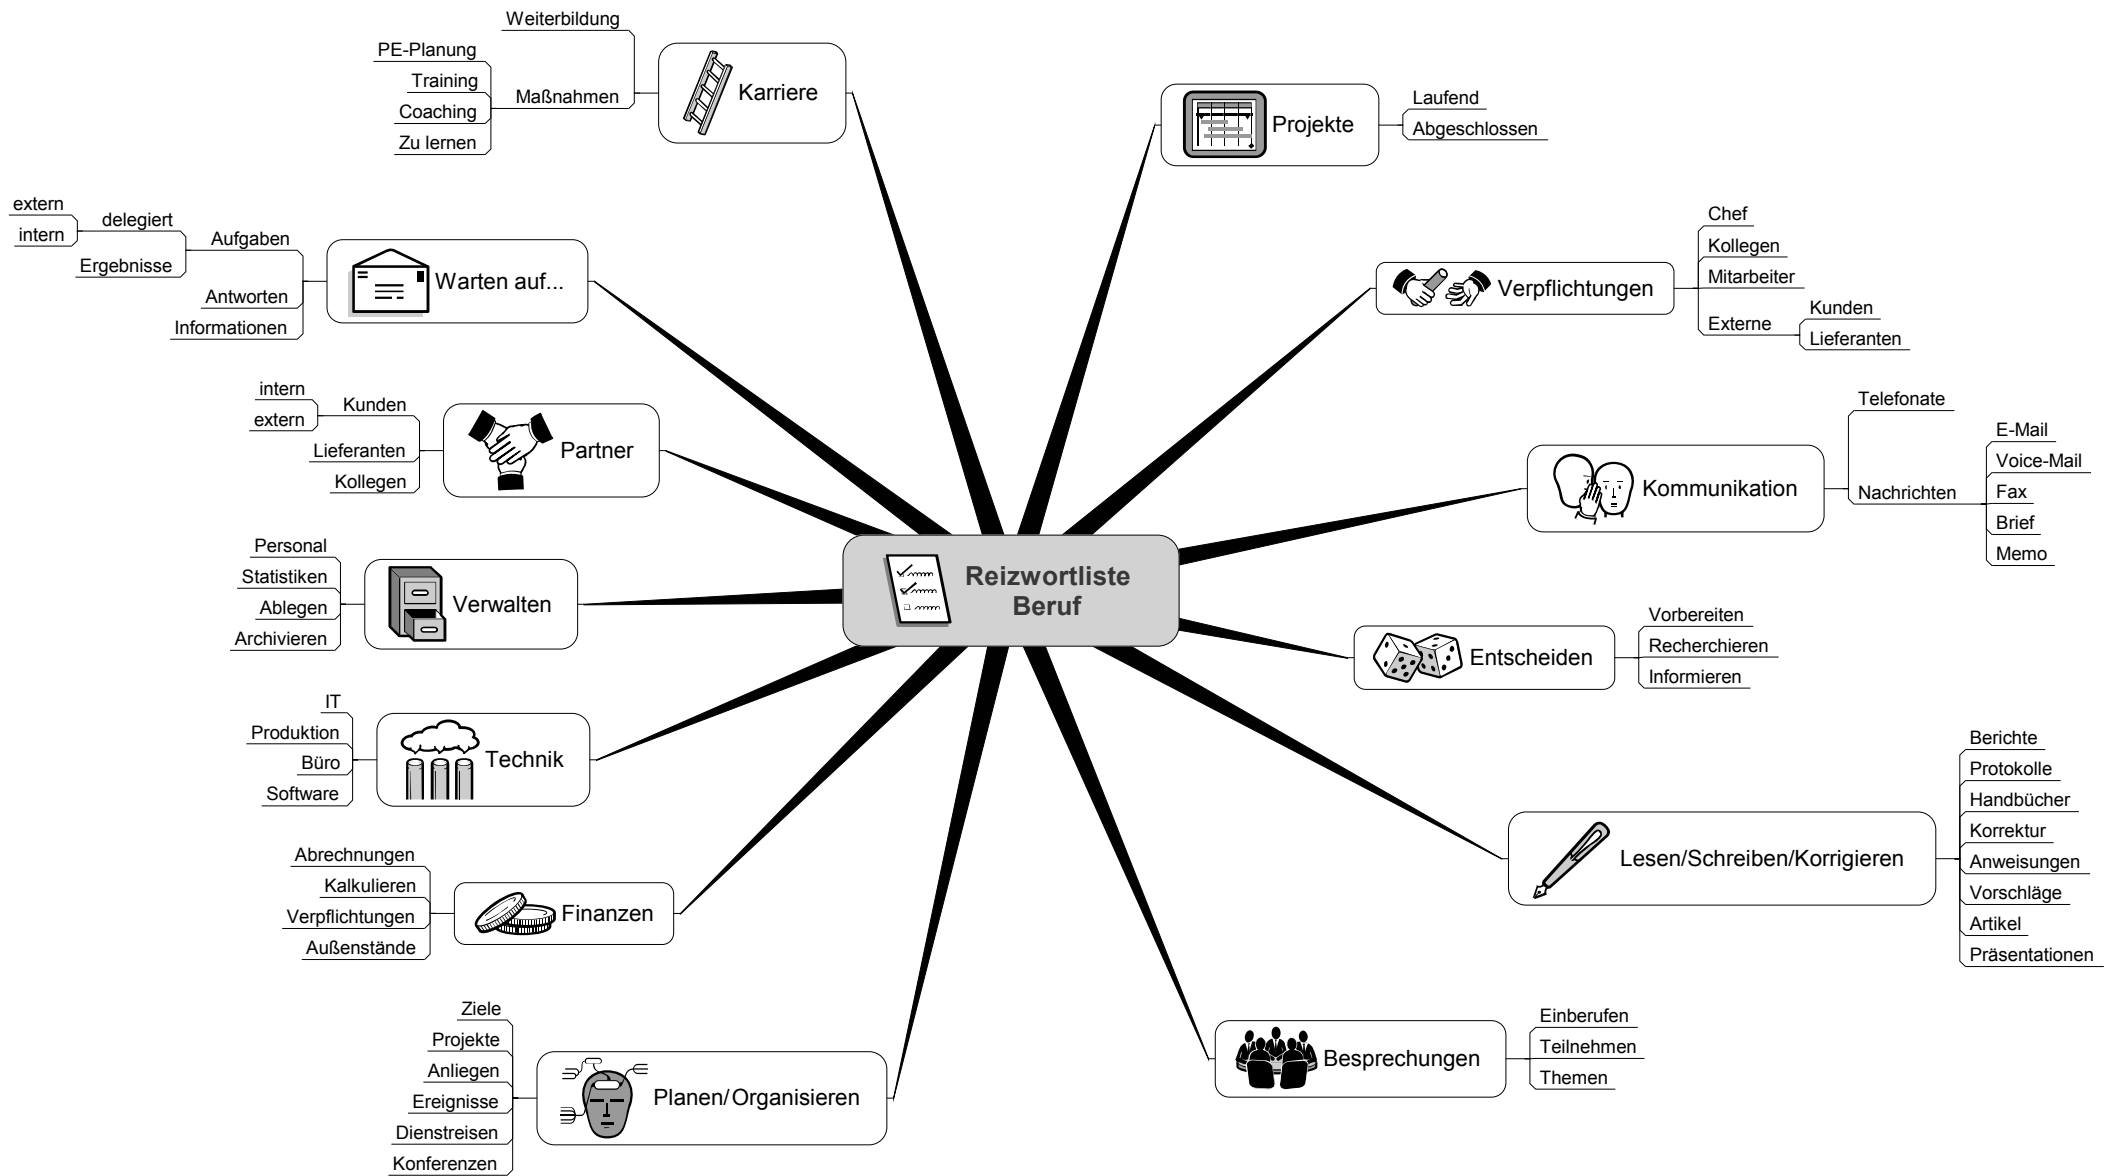 Reizwortliste
Beruf
Projekte
Laufend
Abgeschlossen
Verpflichtungen
Chef
Kollegen
Mitarbeiter
Externe
Kunden
Lieferanten
Kommunikation
Telefonate
Nachrichten
E-Mail
Voice-Mail
Fax
Brief
Memo
Entscheiden
Vorbereiten
Recherchieren
Informieren
Lesen/Schreiben/Korrigieren
Berichte
Protokolle
Handbücher
Korrektur
Anweisungen
Vorschläge
Artikel
Präsentationen
Besprechungen
Einberufen
Teilnehmen
Themen
Planen/Organisieren
Ziele
Projekte
Anliegen
Ereignisse
Dienstreisen
Konferenzen
Finanzen
Abrechnungen
Kalkulieren
Verpflichtungen
Außenstände
Technik
IT
Produktion
Büro
Software
Verwalten
Personal
Statistiken
Ablegen
Archivieren
Partner
Kunden
intern
extern
Lieferanten
Kollegen
Warten auf...
Aufgaben
delegiert
extern
intern
Ergebnisse
Antworten
Informationen
Karriere
Weiterbildung
Maßnahmen
PE-Planung
Training
Coaching
Zu lernen